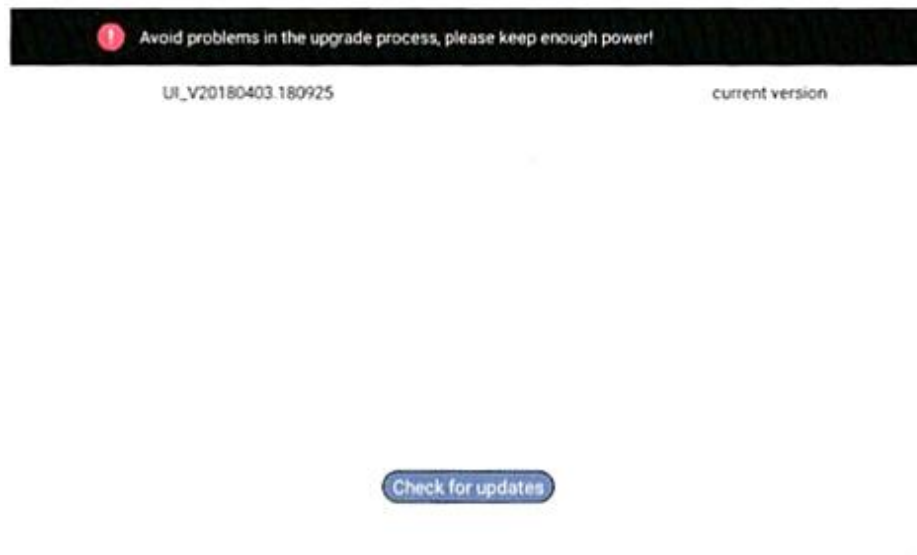 Avoid problems in the upgrade process, please keep enough power!
UI_V20180403.180925 current version
Check for updates